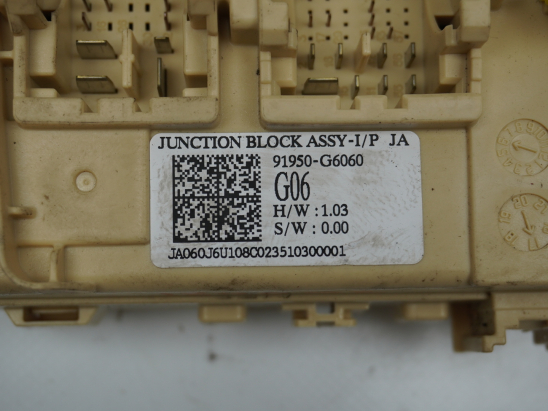 JUNCTION BLOCK ASSY-I/P JA
91950-G6060
G06
H/W : 1.03
S/W : 0.00
JA060J6U108C023510300001